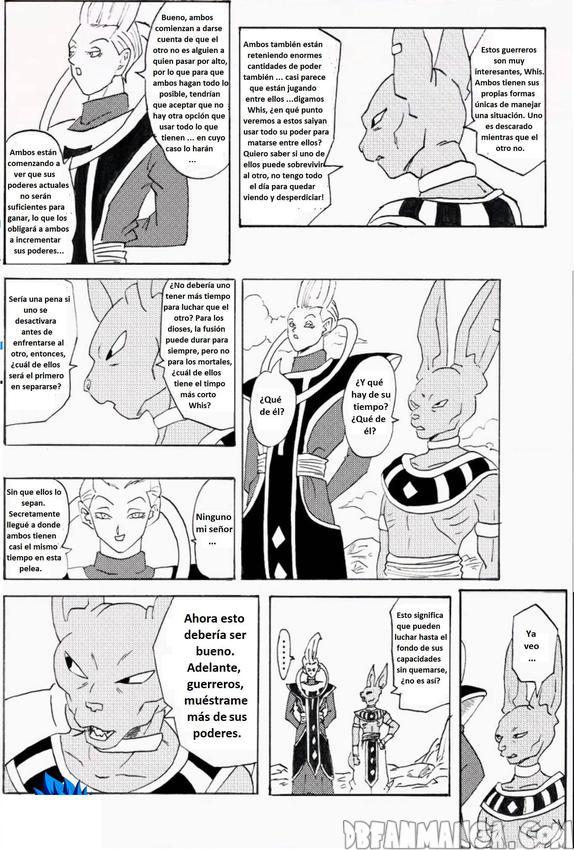 Estos guerreros
son muy
interesantes, Whis.
Ambos tienen sus
propias formas
únicas de manejar
una situación. Uno
es descarado
mientras que el
otro no.
Ambos también están
reteniendo enormes
cantidades de poder
también ... casi parece
que están jugando
entre ellos ...digamos
Whis, ¿en qué punto
veremos a estos saiyan
usar todo su poder para
matarse entre ellos?
Quiero saber si uno de
ellos puede sobrevivir
al otro, no tengo todo
el día para quedar
viendo y desperdiciar!
Bueno, ambos
comienzan a darse
cuenta de que el
otro no es alguien a
quien pasar por alto,
por lo que para que
ambos hagan todo lo
posible, tendrían
que aceptar que no
hay otra opción que
usar todo lo que
tienen ... en cuyo
caso lo harán
...
Ambos están
comenzando a
ver que sus
poderes actuales
no serán
suficientes para
ganar, lo que los
obligará a ambos
a incrementar
sus poderes...
¿Y qué
hay de su
tiempo?
¿Qué de
él?
¿Qué
de él?
¿No debería uno
tener más tiempo
para luchar que el
otro? Para los
dioses, la fusión
puede durar para
siempre, pero no
para los mortales,
¿cuál de ellos
tiene el timpo
más corto
Whis?
Sería una pena si
uno se
desactivara
antes de
enfrentarse al
otro, entonces,
¿cuál de ellos
será el primero
en separarse?
Ninguno
mi señor
...
Sin que ellos lo
sepan.
Secretamente
llegué a donde
ambos tienen
casi el mismo
tiempo en esta
pelea.
Ya
veo
...
Esto significa
que pueden
luchar hasta el
fondo de sus
capacidades
sin quemarse,
¿no es así?
......
Ahora esto
debería ser
bueno.
Adelante,
guerreros,
muéstrame
más de sus
poderes.
DBFANMANGA.COM